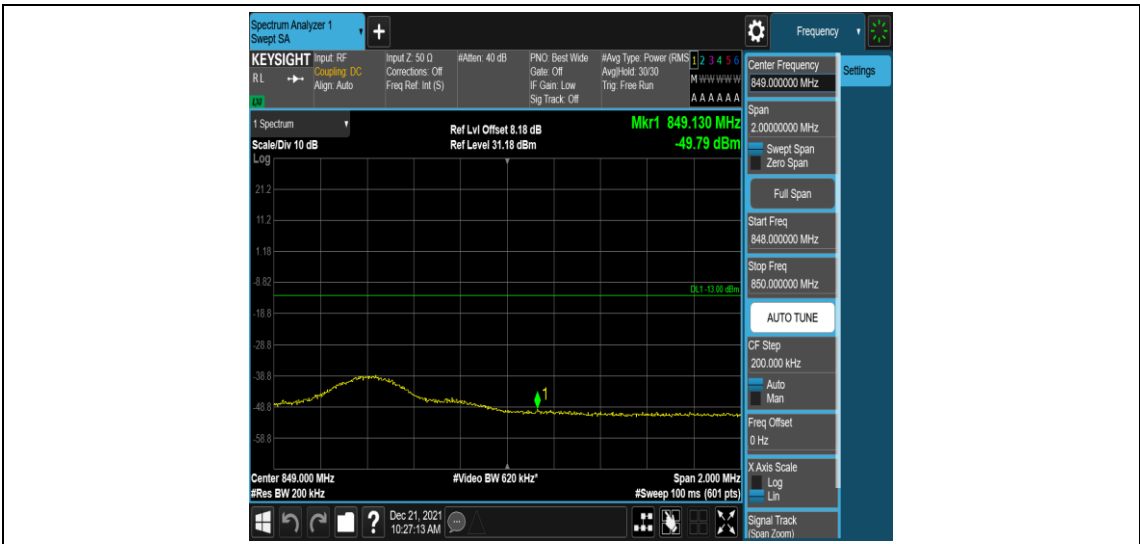 Spectrum Analyzer 1
Swept SA
+
Frequency
KEYSIGHT
RL
LXI
Input: RF
Coupling: DC
Align: Auto
Input Z: 50 Ω
Corrections: Off
Freq Ref: Int (S)
#Atten: 40 dB
PNO: Best Wide
Gate: Off
IF Gain: Low
Sig Track: Off
#Avg Type: Power (RMS
Avg|Hold: 30/30
Trig: Free Run
1 2 3 4 5 6
M W W W W W
A A A A A A
Center Frequency
849.000000 MHz
Settings
Span
2.00000000 MHz
Swept Span
Zero Span
Full Span
Start Freq
848.000000 MHz
Stop Freq
850.000000 MHz
AUTO TUNE
CF Step
200.000 kHz
Auto
Man
Freq Offset
0 Hz
X Axis Scale
Log
Lin
Signal Track
(Span Zoom)
1 Spectrum
Scale/Div 10 dB
Log
Ref Lvl Offset 8.18 dB
Ref Level 31.18 dBm
Mkr1 849.130 MHz
-49.79 dBm
21.2
11.2
1.18
-8.82
DL1 -13.00 dBm
-18.8
-28.8
-38.8
1
-48.8
-58.8
Center 849.000 MHz
#Video BW 620 kHz*
Span 2.000 MHz
#Res BW 200 kHz
#Sweep 100 ms (601 pts)
?
Dec 21, 2021
10:27:13 AM